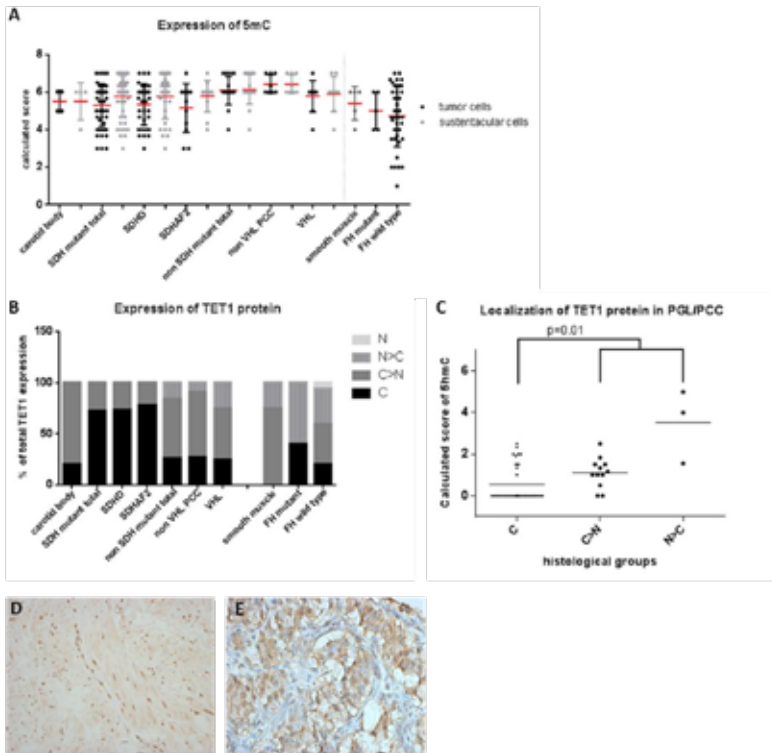 A
Expression of 5mC
calculated score
8
6
4
2
0
carotid body
SDH mutant total
SDHD
SDHAF2
non SDH mutant total
non VHL PCC
VHL
smooth muscle
FH mutant
FH wild type
tumor cells
sustentacular cells
B
Expression of TET1 protein
% of total TET1 expression
150
100
50
0
carotid body
SDH mutant total
SDHD
SDHAF2
non SDH mutant total
non VHL PCC
VHL
smooth muscle
FH mutant
FH wild type
N
N>C
C>N
C
C
Localization of TET1 protein in PGL/PCC
p=0.01
Calculated score of 5hmC
6
4
2
0
C
C>N
N>C
histological groups
D
E